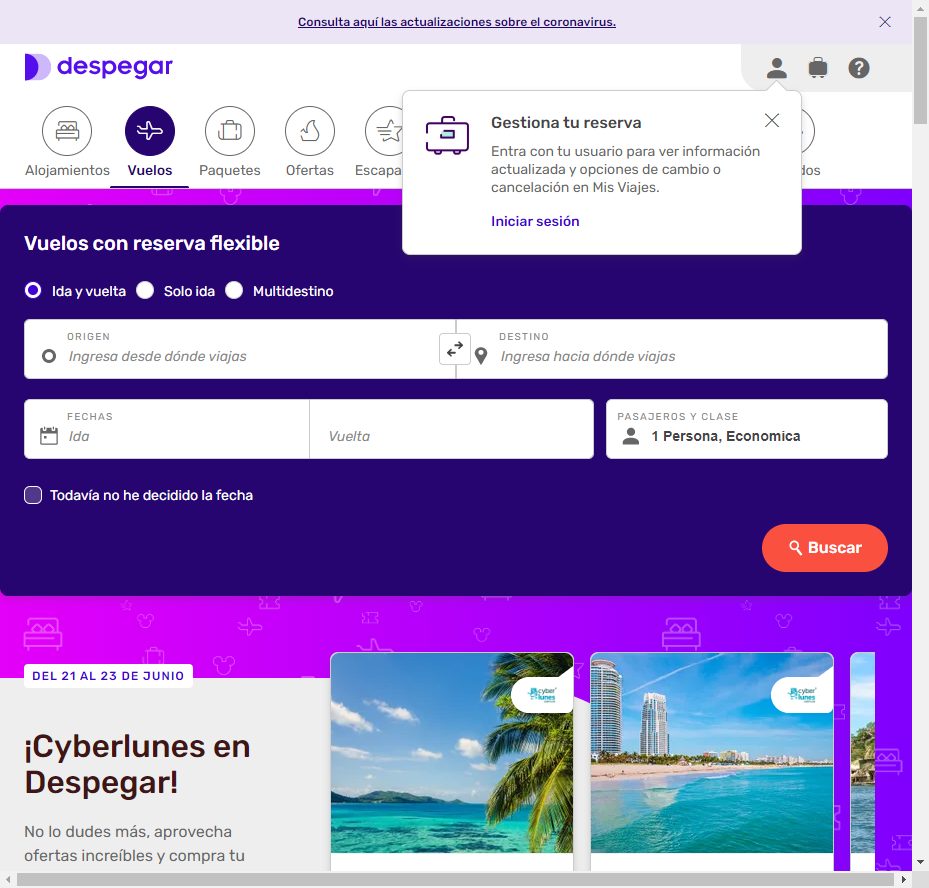 Consulta aquí las actualizaciones sobre el coronavirus.
despegar
Alojamientos
Vuelos
Paquetes
Ofertas
Escapa
dos
Gestiona tu reserva
Entra con tu usuario para ver información
actualizada y opciones de cambio o
cancelación en Mis Viajes.
Iniciar sesión
Vuelos con reserva flexible
Ida y vuelta
Solo ida
Multidestino
ORIGEN
Ingresa desde dónde viajas
DESTINO
Ingresa hacia dónde viajas
FECHAS
Ida
Vuelta
PASAJEROS Y CLASE
1 Persona, Economica
Todavía no he decidido la fecha
Buscar
DEL 21 AL 23 DE JUNIO
¡Cyberlunes en
Despegar!
No lo dudes más, aprovecha
ofertas increíbles y compra tu
cyber
lunes
cyber
lunes